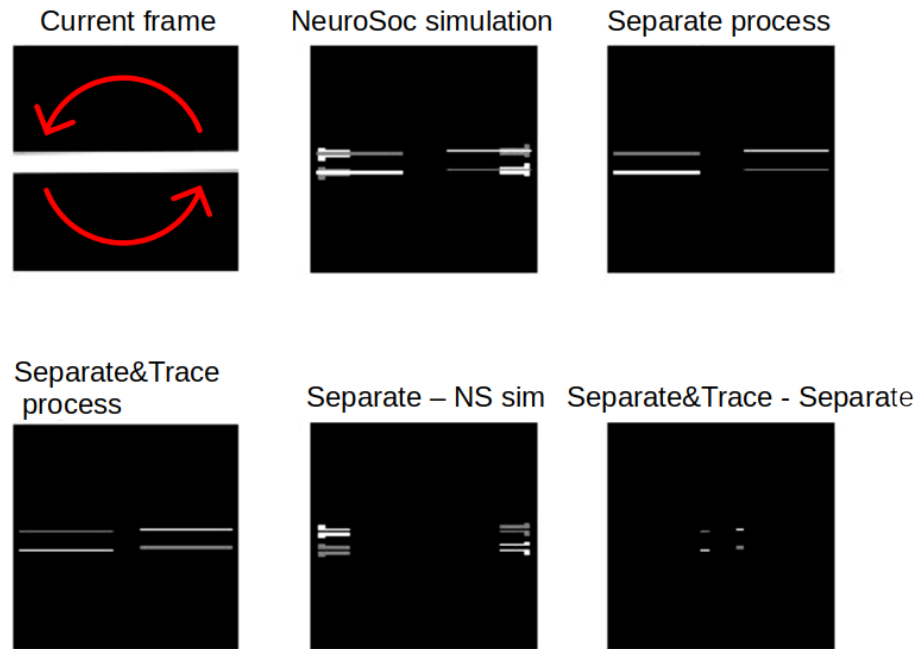 Current frame
NeuroSoc simulation
Separate process
Separate&Trace
process
Separate – NS sim
Separate&Trace - Separate